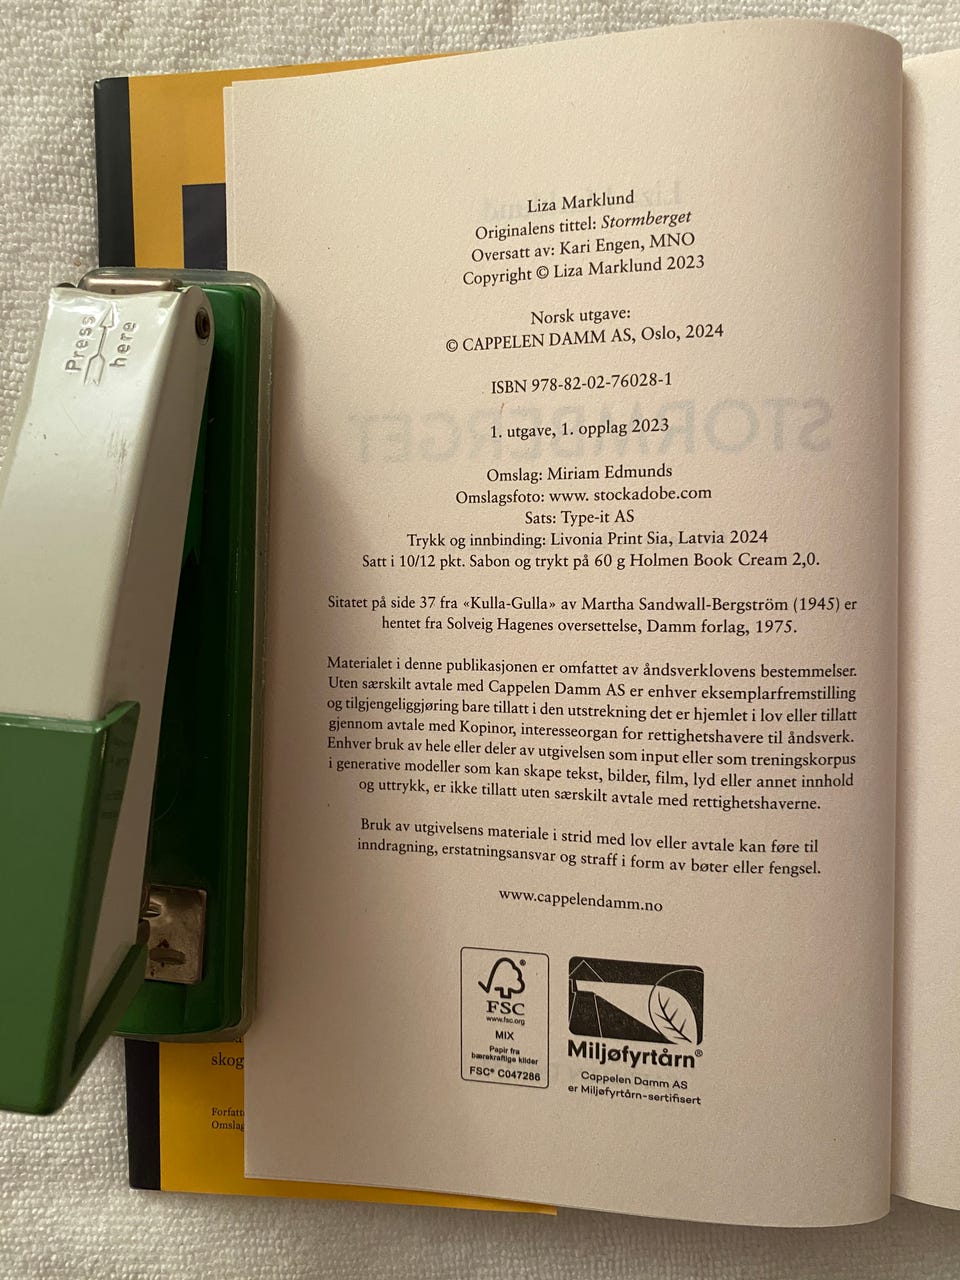 Liza Marklund
Originalens tittel: Stormberget
Oversatt av: Kari Engen, MNO
Copyright © Liza Marklund 2023
Norsk utgave:
© CAPPELEN DAMM AS, Oslo, 2024
ISBN 978-82-02-76028-1
1. utgave, 1. opplag 2023
Omslag: Miriam Edmunds
Omslagsfoto: www. stockadobe.com
Sats: Type-it AS
Trykk og innbinding: Livonia Print Sia, Latvia 2024
Satt i 10/12 pkt. Sabon og trykt på 60 g Holmen Book Cream 2,0.
Sitatet på side 37 fra «Kulla-Gulla» av Martha Sandwall-Bergström (1945) er
hentet fra Solveig Hagenes oversettelse, Damm forlag, 1975.
Materialet i denne publikasjonen er omfattet av åndsverklovens bestemmelser.
Uten særskilt avtale med Cappelen Damm AS er enhver eksemplarfremstilling
og tilgjengeliggjøring bare tillatt i den utstrekning det er hjemlet i lov eller tillatt
gjennom avtale med Kopinor, interesseorgan for rettighetshavere til åndsverk.
Enhver bruk av hele eller deler av utgivelsen som input eller som treningskorpus
i generative modeller som kan skape tekst, bilder, film, lyd eller annet innhold
og uttrykk, er ikke tillatt uten særskilt avtale med rettighetshaverne.
Bruk av utgivelsens materiale i strid med lov eller avtale kan føre til
inndragning, erstatningsansvar og straff i form av bøter eller fengsel.
www.cappelendamm.no
FSC
www.fsc.org
MIX
Papir fra
bærekraftige kilder
FSC® C047286
Miljøfyrtårn®
Cappelen Damm AS
er Miljøfyrtårn-sertifisert
Press
here
skog
Forfatt
Omslag